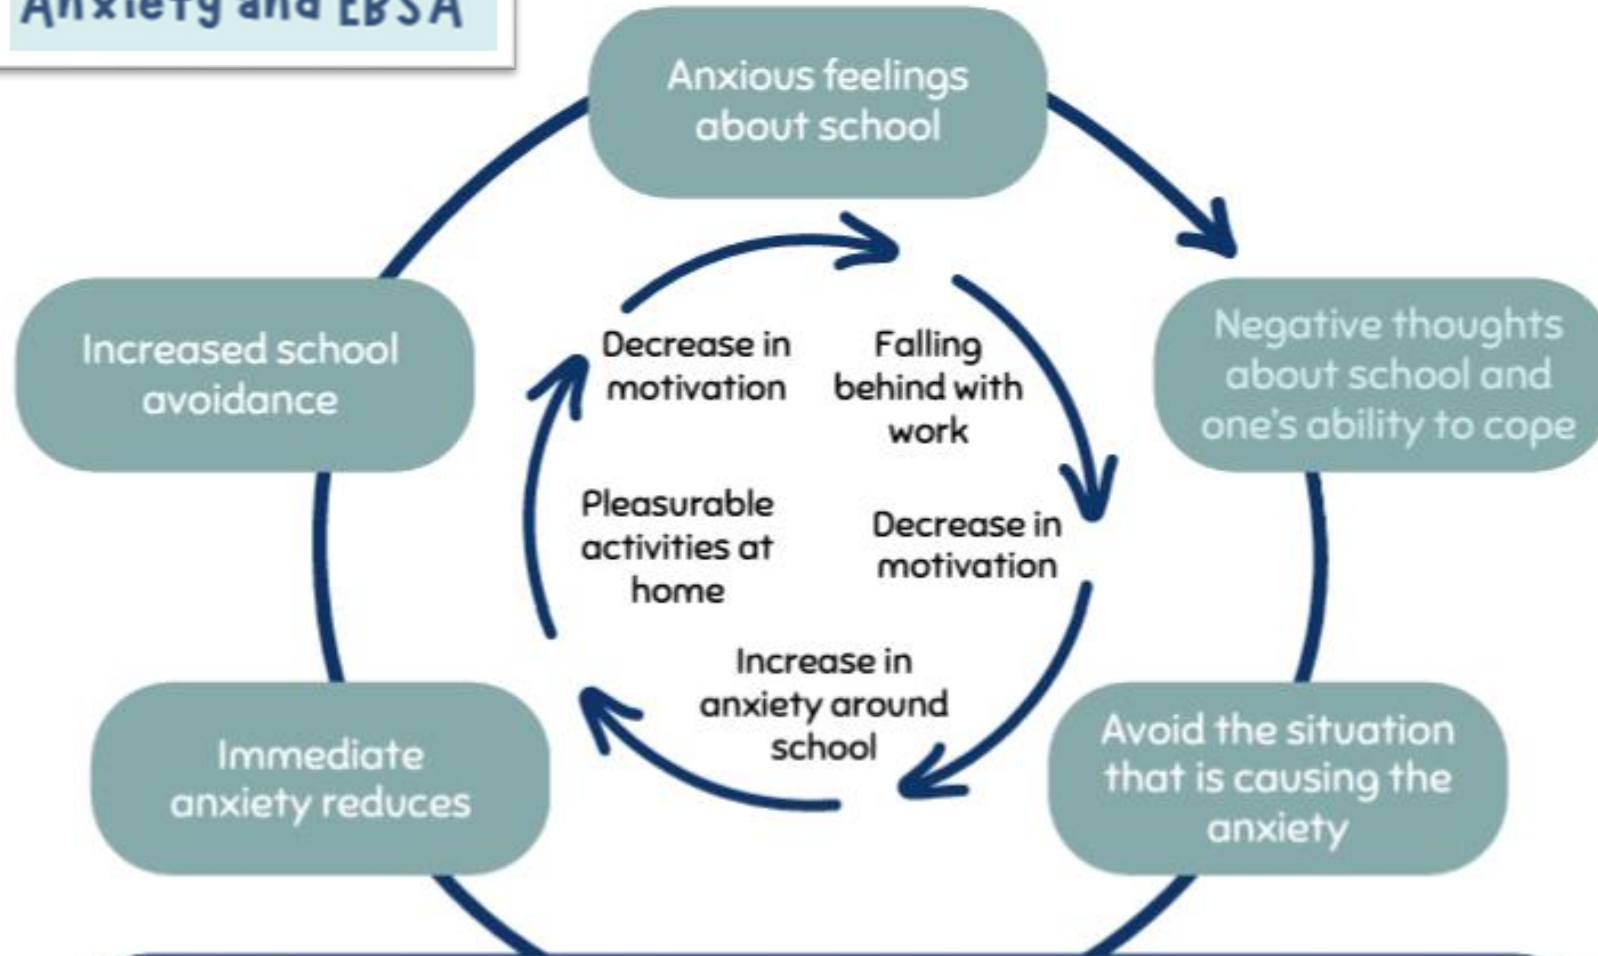 Anxiety and EBSA
Anxious feelings
about school
Negative thoughts
about school and
one's ability to cope
Avoid the situation
that is causing the
anxiety
Immediate
anxiety reduces
Increased school
avoidance
Falling
behind with
work
Decrease in
motivation
Increase in
anxiety around
school
Pleasurable
activities at
home
Decrease in
motivation